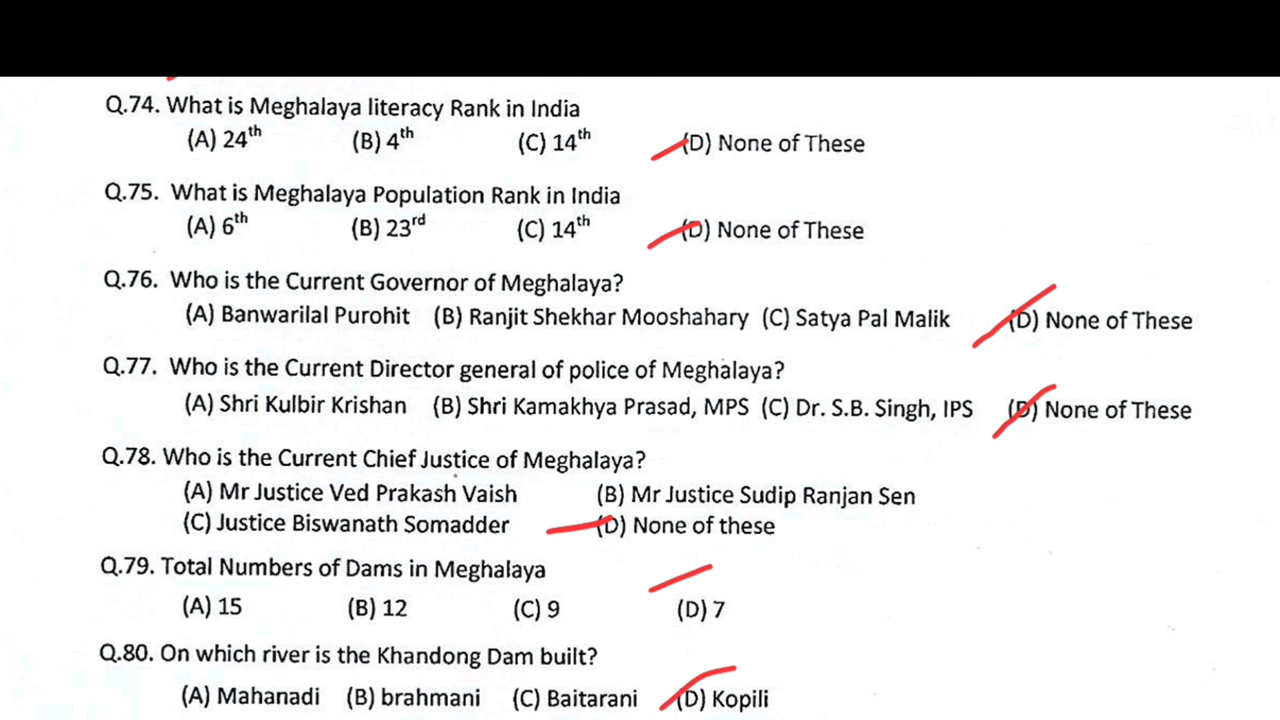 Q.74. What is Meghalaya literacy Rank in India
(A) 24th (B) 4th (C) 14th (D) None of These
Q.75. What is Meghalaya Population Rank in India
(A) 6th (B) 23rd (C) 14th (D) None of These
Q.76. Who is the Current Governor of Meghalaya?
(A) Banwarilal Purohit (B) Ranjit Shekhar Mooshahary (C) Satya Pal Malik (D) None of These
Q.77. Who is the Current Director general of police of Meghalaya?
(A) Shri Kulbir Krishan (B) Shri Kamakhya Prasad, MPS (C) Dr. S.B. Singh, IPS (D) None of These
Q.78. Who is the Current Chief Justice of Meghalaya?
(A) Mr Justice Ved Prakash Vaish (B) Mr Justice Sudip Ranjan Sen
(C) Justice Biswanath Somadder (D) None of these
Q.79. Total Numbers of Dams in Meghalaya
(A) 15 (B) 12 (C) 9 (D) 7
Q.80. On which river is the Khandong Dam built?
(A) Mahanadi (B) brahmani (C) Baitarani (D) Kopili